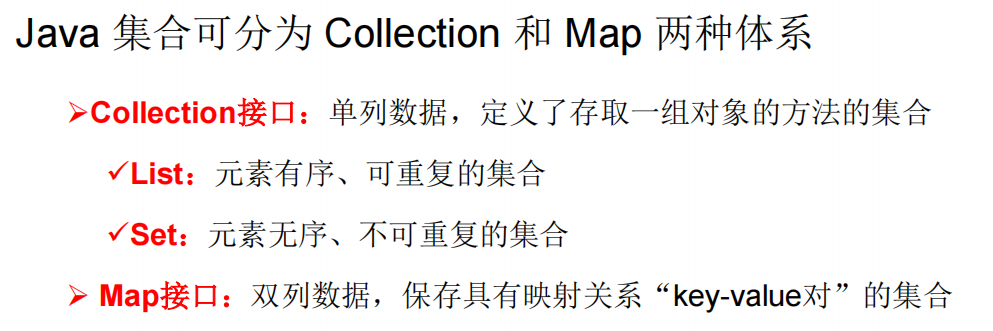 Java 集合可分为 Collection 和 Map 两种体系
➢Collection接口：单列数据，定义了存取一组对象的方法的集合
✓List：元素有序、可重复的集合
✓Set：元素无序、不可重复的集合
➢ Map接口：双列数据，保存具有映射关系“key-value对”的集合